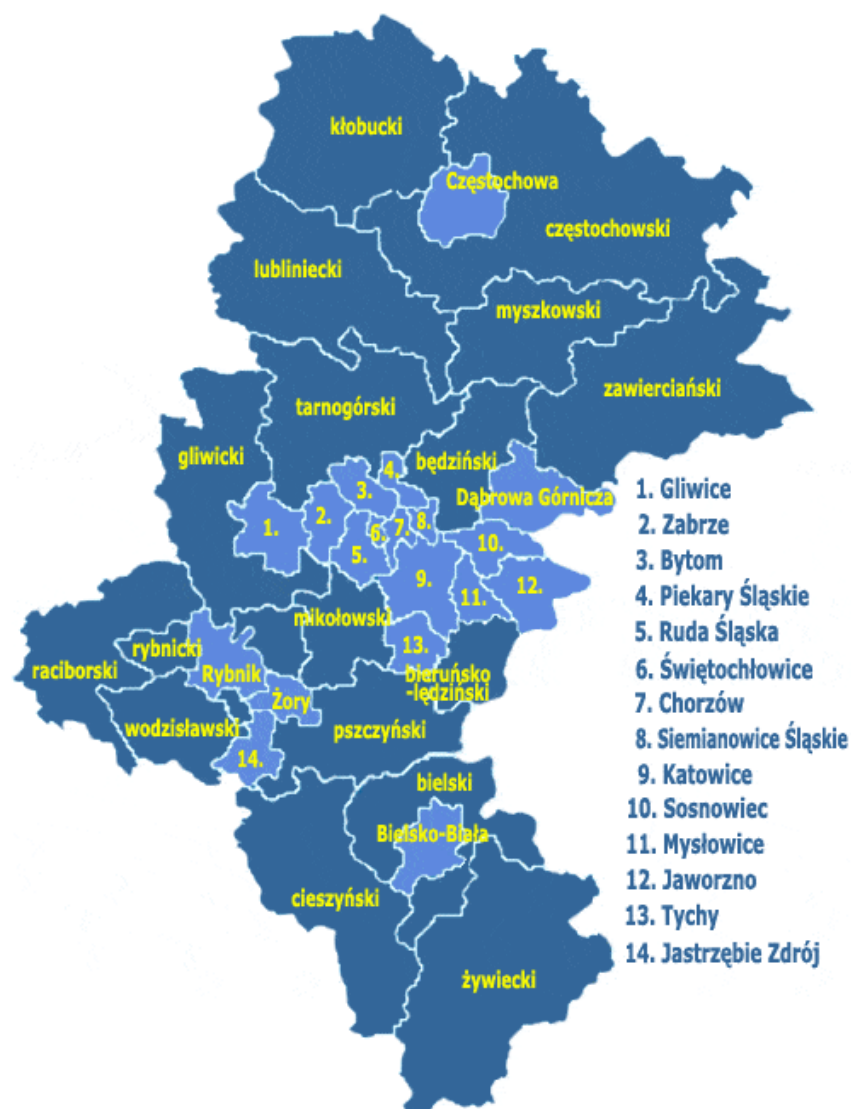 kłobucki
Częstochowa
częstochowski
lubliniecki
myszkowski
zawierciański
tarnogórski
gliwicki
będziński
4.
3.
Dąbrowa Górnicza
1.
2.
6.
7.
8.
5.
10.
9.
11.
12.
mikołowski
13.
rybnicki
raciborski
Rybnik
bieruńsko
-lędziński
Żory
wodzisławski
pszczyński
14.
bielski
Bielsko-Biała
cieszyński
żywiecki
1. Gliwice
2. Zabrze
3. Bytom
4. Piekary Śląskie
5. Ruda Śląska
6. Świętochłowice
7. Chorzów
8. Siemianowice Śląskie
9. Katowice
10. Sosnowiec
11. Mysłowice
12. Jaworzno
13. Tychy
14. Jastrzębie Zdrój